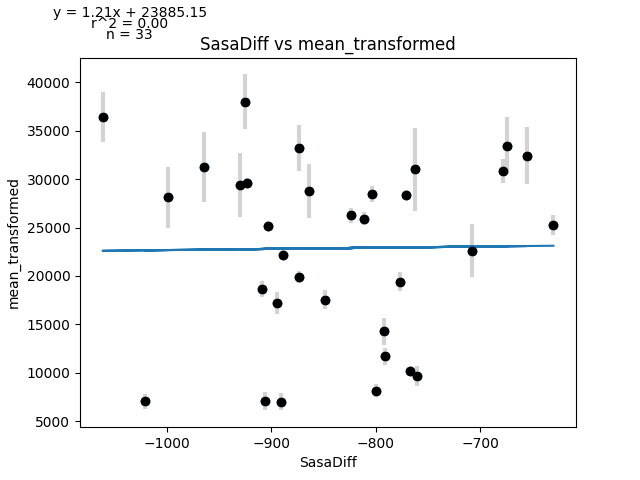 y = 1.21x + 23885.15
r^2 = 0.00
n = 33
SasaDiff vs mean_transformed
40000
35000
30000
25000
20000
15000
10000
5000
mean_transformed
−1000
−900
−800
−700
SasaDiff